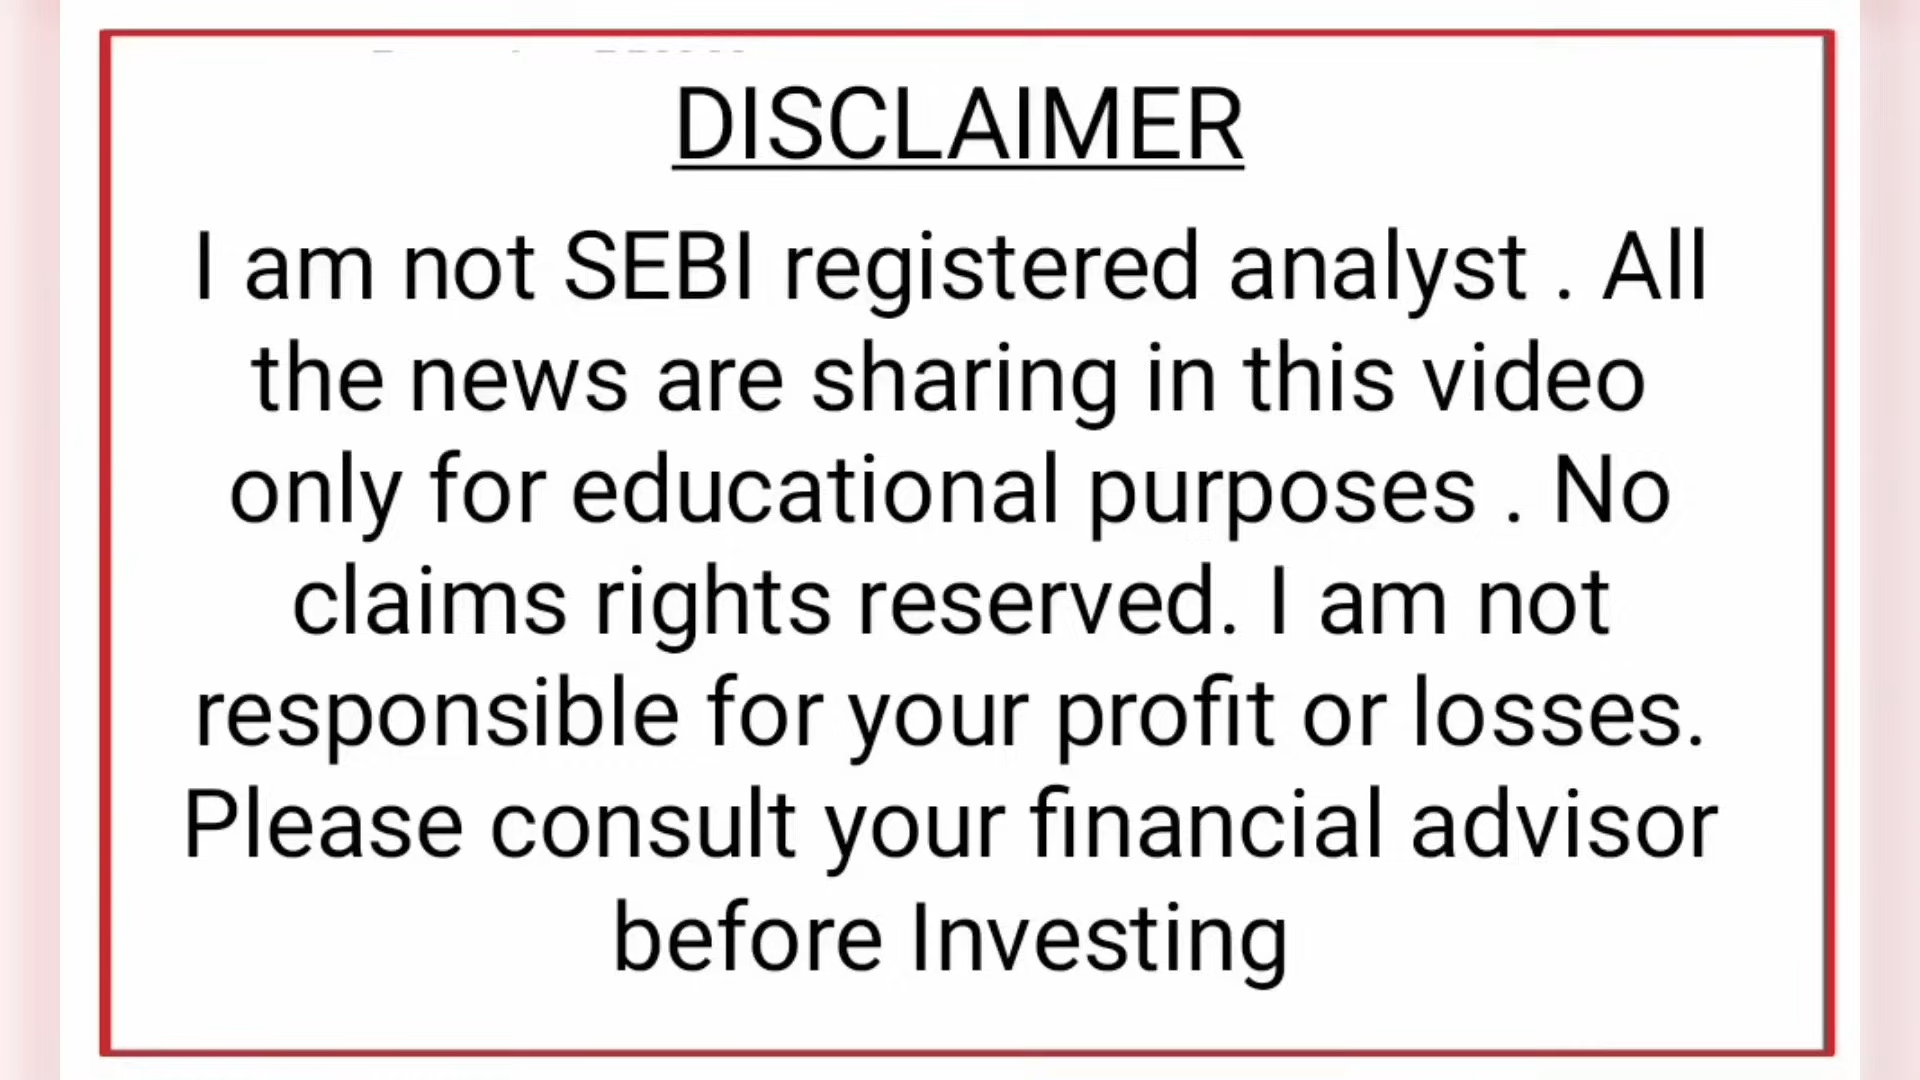 DISCLAIMER
I am not SEBI registered analyst . All
the news are sharing in this video
only for educational purposes . No
claims rights reserved. I am not
responsible for your profit or losses.
Please consult your financial advisor
before Investing